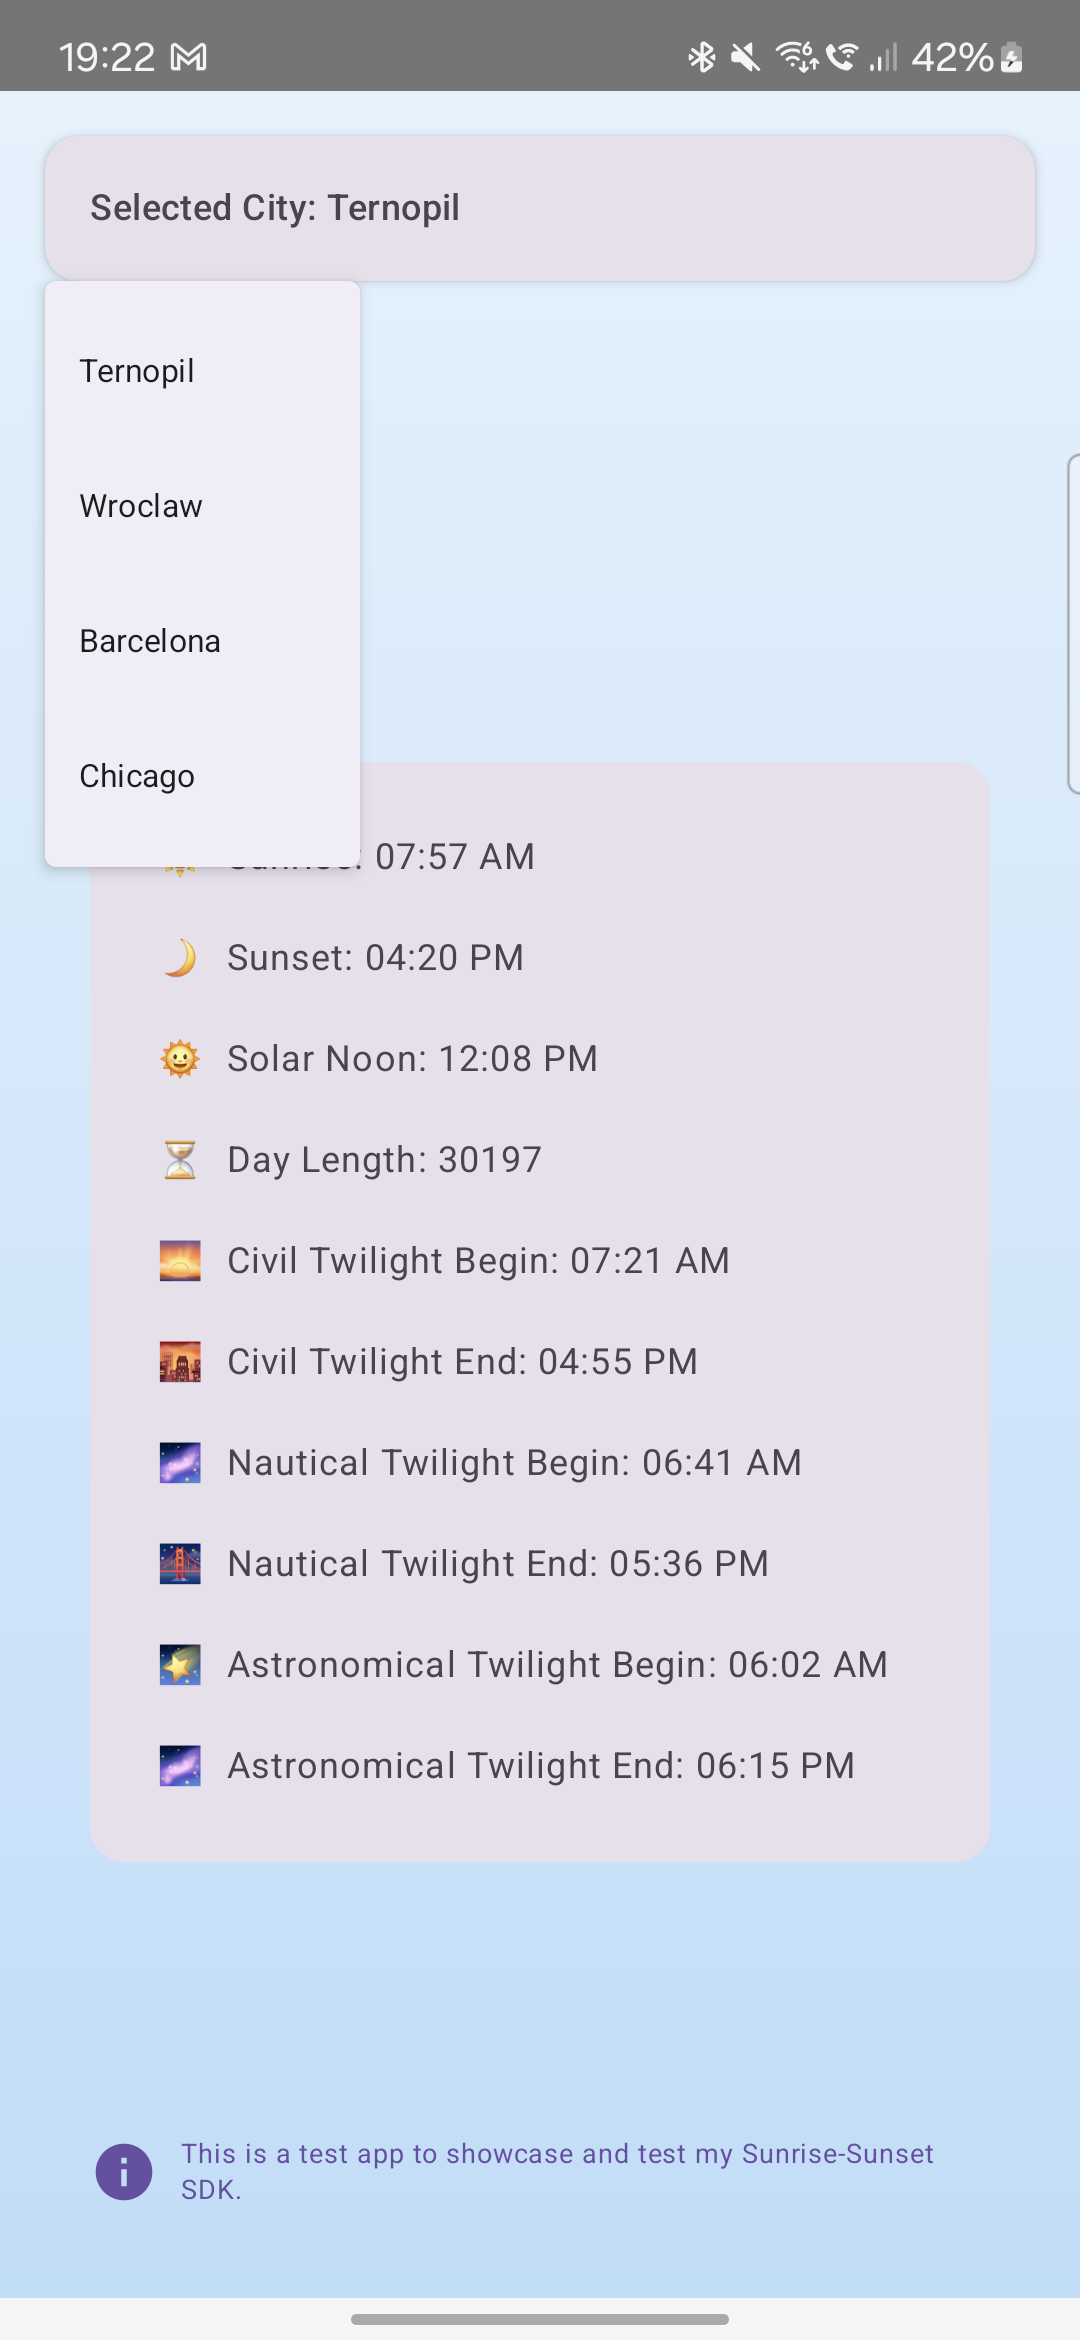 19:22
42%
Selected City: Ternopil
Ternopil
Wroclaw
Barcelona
Chicago
07:57 AM
Sunset: 04:20 PM
Solar Noon: 12:08 PM
Day Length: 30197
Civil Twilight Begin: 07:21 AM
Civil Twilight End: 04:55 PM
Nautical Twilight Begin: 06:41 AM
Nautical Twilight End: 05:36 PM
Astronomical Twilight Begin: 06:02 AM
Astronomical Twilight End: 06:15 PM
This is a test app to showcase and test my Sunrise-Sunset
SDK.